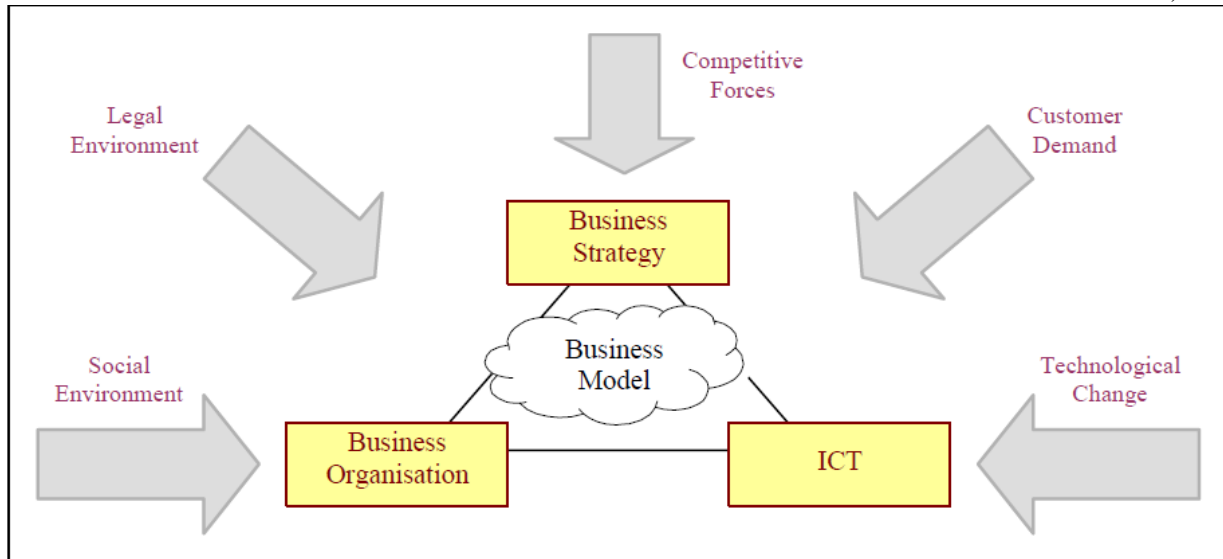 Competitive
Forces
Legal
Environment
Customer
Demand
Business
Strategy
Business
Model
Social
Environment
Technological
Change
Business
Organisation
ICT